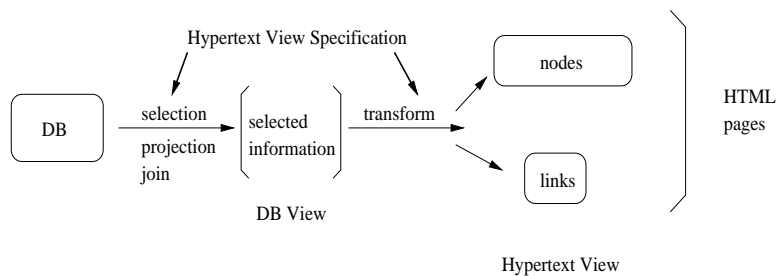 Hypertext View Specification
nodes
HTML
pages
DB
selection
projection
join
selected
information
transform
links
DB View
Hypertext View